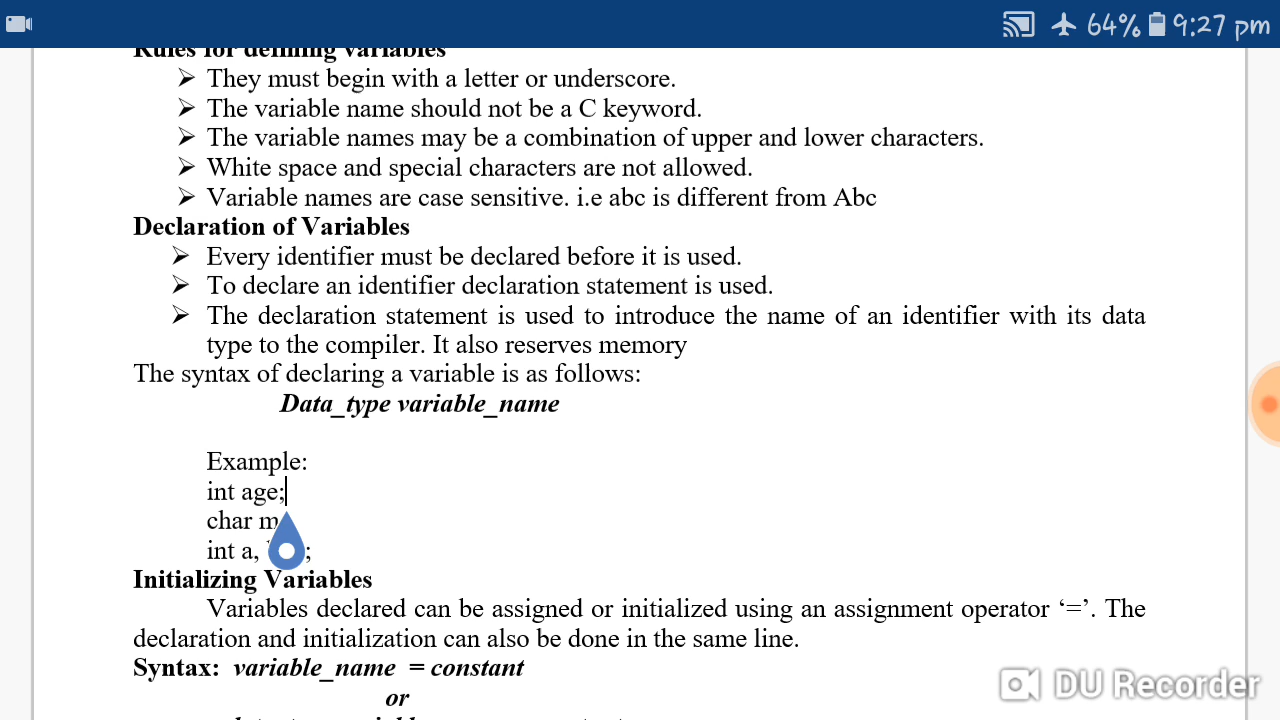 64% 9:27 pm
Rules for defining variables
➢ They must begin with a letter or underscore.
➢ The variable name should not be a C keyword.
➢ The variable names may be a combination of upper and lower characters.
➢ White space and special characters are not allowed.
➢ Variable names are case sensitive. i.e abc is different from Abc
Declaration of Variables
➢ Every identifier must be declared before it is used.
➢ To declare an identifier declaration statement is used.
➢ The declaration statement is used to introduce the name of an identifier with its data
type to the compiler. It also reserves memory
The syntax of declaring a variable is as follows:
Data_type variable_name
Example:
int age;
char m
int a, ;
Initializing Variables
Variables declared can be assigned or initialized using an assignment operator ‘=’. The
declaration and initialization can also be done in the same line.
Syntax: variable_name = constant
or
DU Recorder